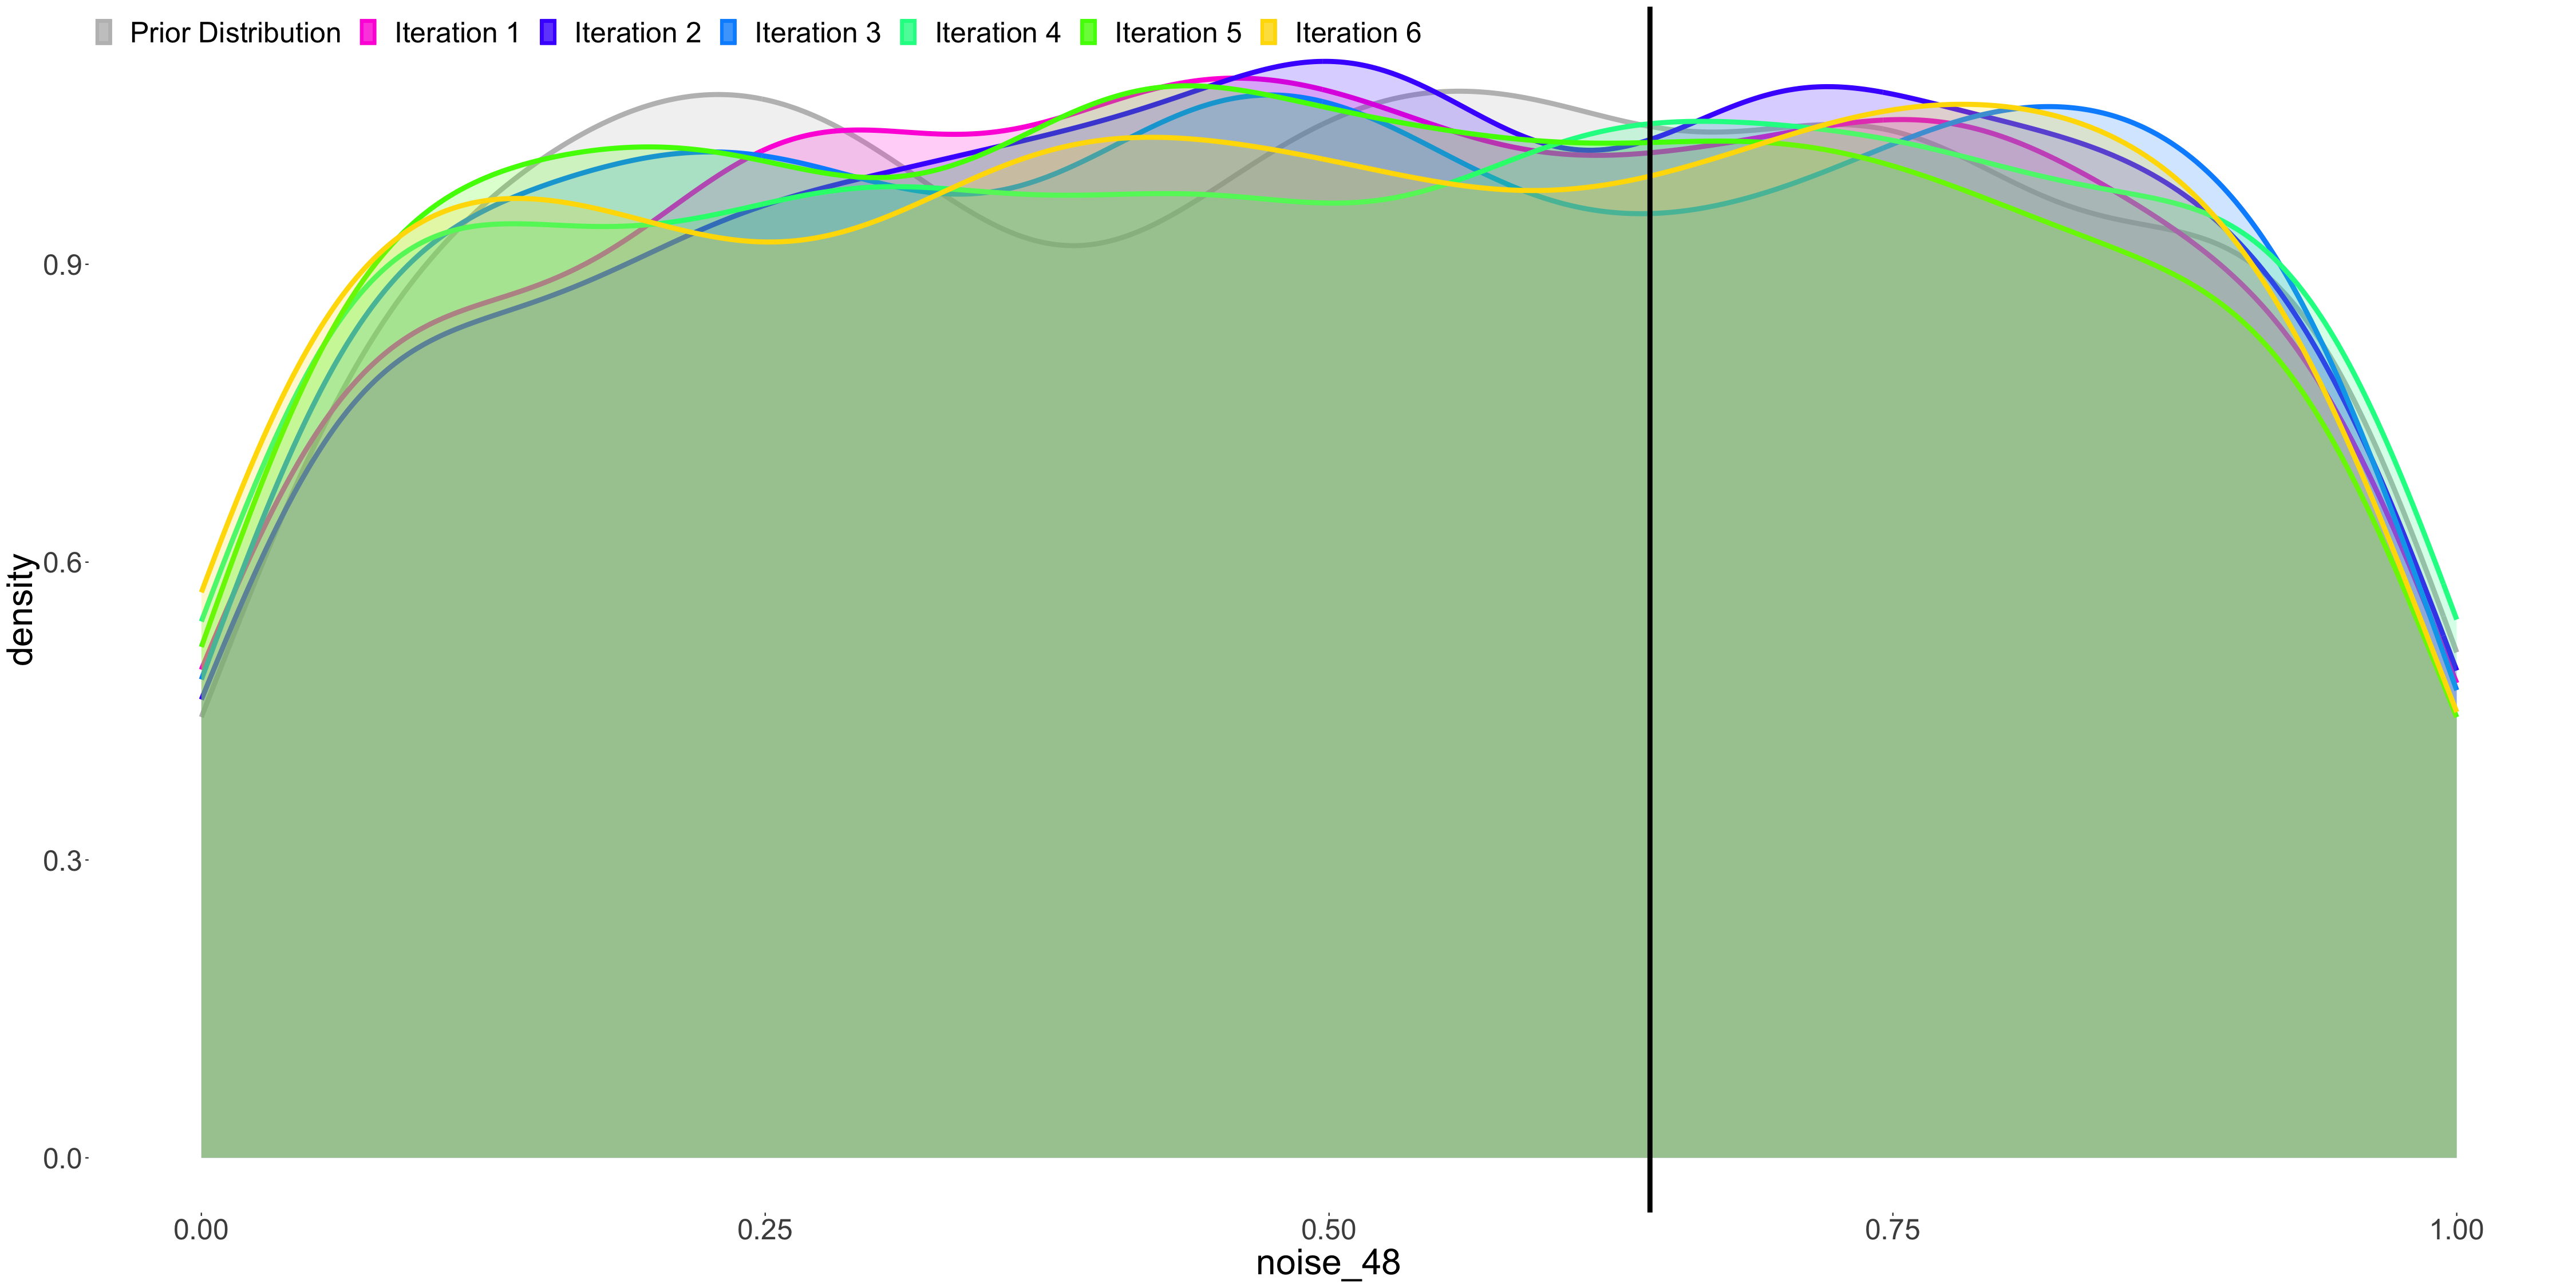 Prior Distribution Iteration 1 Iteration 2 Iteration 3 Iteration 4 Iteration 5 Iteration 6
0.9
0.6
density
0.3
0.0
0.00 0.25 0.50 0.75 1.00
noise_48